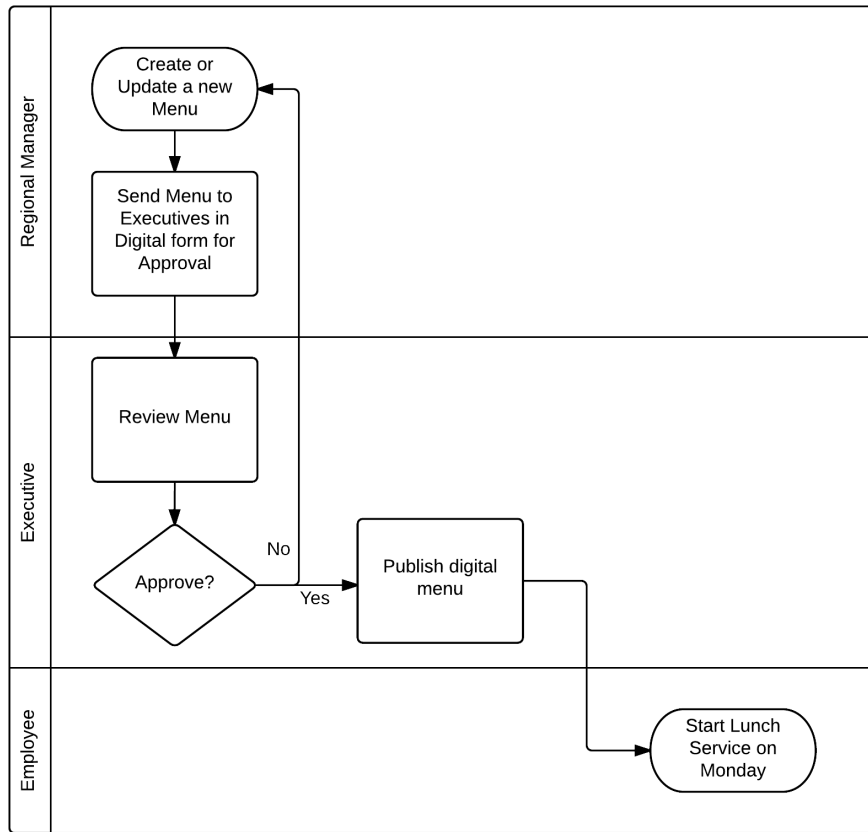 Regional Manager
Create or
Update a new
Menu
Send Menu to
Executives in
Digital form for
Approval
Executive
Review Menu
Approve?
No
Yes
Publish digital
menu
Employee
Start Lunch
Service on
Monday